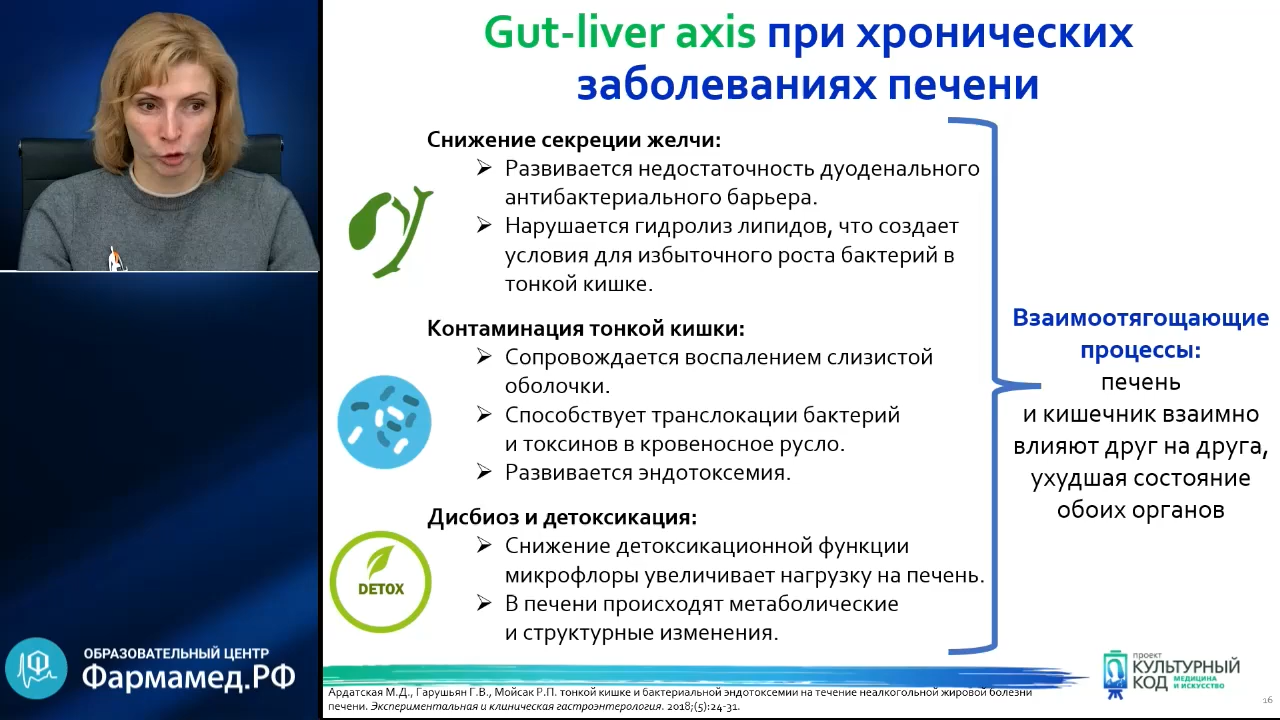 Gut-liver axis при хронических
заболеваниях печени
Снижение секреции желчи:
Развивается недостаточность дуоденального
антибактериального барьера.
Нарушается гидролиз липидов, что создает
условия для избыточного роста бактерий в
тонкой кишке.
Контаминация тонкой кишки:
Сопровождается воспалением слизистой
оболочки.
Способствует транслокации бактерий
и токсинов в кровеносное русло.
Развивается эндотоксемия.
Дисбиоз и детоксикация:
DETOX
Снижение детоксикационной функции
микрофлоры увеличивает нагрузку на печень.
В печени происходят метаболические
и структурные изменения.
Взаимоотягощающие
процессы:
печень
и кишечник взаимно
влияют друг на друга,
ухудшая состояние
обоих органов
ОБРАЗОВАТЕЛЬНЫЙ ЦЕНТР
Фармамед.РФ
проект
КУЛЬТУРНЫЙ
КОД
МЕДИЦИНА
И ИСКУССТВО
Гарушьян Г.В., Мойсак Р.П. тонкой кишке и бактериальной эндотоксемии на течение неалкогольной жировой болезни
печени. Экспериментальная и клиническая гастроэнтерология. 2018;(5):24-31.
16